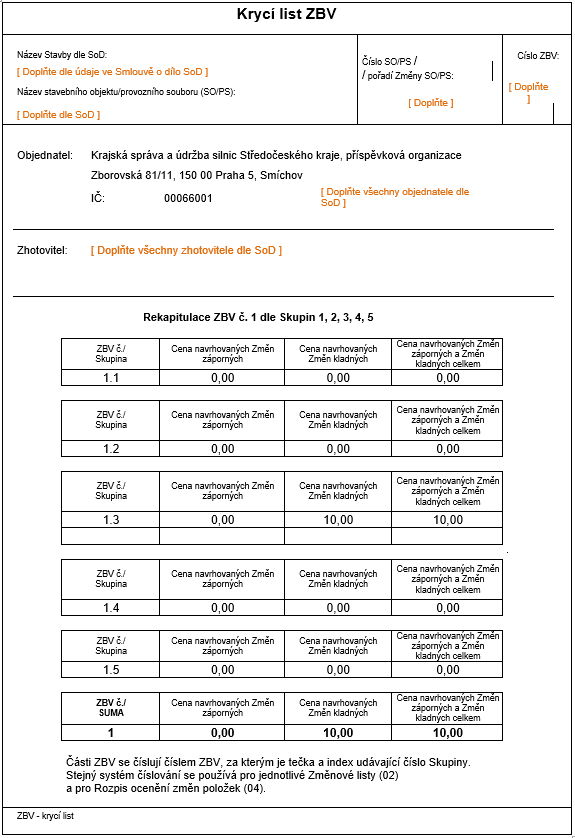 Krycí list ZBV
Název Stavby dle SoD:
[ Doplňte dle údaje ve Smlouvě o dílo SoD ]
Název stavebního objektu/provozního souboru (SO/PS):
[ Doplňte dle SoD ]
Číslo SO/PS /
/ pořadí Změny SO/PS:
[ Doplňte ]
Číslo ZBV:
[ Doplňte
]
Objednatel: Krajská správa a údržba silnic Středočeského kraje, příspěvková organizace
Zborovská 81/11, 150 00 Praha 5, Smíchov
IČ: 00066001
[ Doplňte všechny objednatele dle
SoD ]
Zhotovitel: [ Doplňte všechny zhotovitele dle SoD ]
Rekapitulace ZBV č. 1 dle Skupin 1, 2, 3, 4, 5
ZBV č./
Skupina
Cena navrhovaných Změn
záporných
Cena navrhovaných
Změn kladných
Cena navrhovaných Změn
záporných a Změn
kladných celkem
1.1 0,00 0,00 0,00
ZBV č./
Skupina
Cena navrhovaných Změn
záporných
Cena navrhovaných
Změn kladných
Cena navrhovaných Změn
záporných a Změn
kladných celkem
1.2 0,00 0,00 0,00
ZBV č./
Skupina
Cena navrhovaných Změn
záporných
Cena navrhovaných
Změn kladných
Cena navrhovaných Změn
záporných a Změn
kladných celkem
1.3 0,00 10,00 10,00
ZBV č./
Skupina
Cena navrhovaných Změn
záporných
Cena navrhovaných
Změn kladných
Cena navrhovaných Změn
záporných a Změn
kladných celkem
1.4 0,00 0,00 0,00
ZBV č./
Skupina
Cena navrhovaných Změn
záporných
Cena navrhovaných
Změn kladných
Cena navrhovaných Změn
záporných a Změn
kladných celkem
1.5 0,00 0,00 0,00
ZBV č./
SUMA
Cena navrhovaných Změn
záporných
Cena navrhovaných
Změn kladných
Cena navrhovaných Změn
záporných a Změn
kladných celkem
1 0,00 10,00 10,00
Části ZBV se číslují číslem ZBV, za kterým je tečka a index udávající číslo Skupiny.
Stejný systém číslování se používá pro jednotlivé Změnové listy (02)
a pro Rozpis ocenění změn položek (04).
ZBV - krycí list